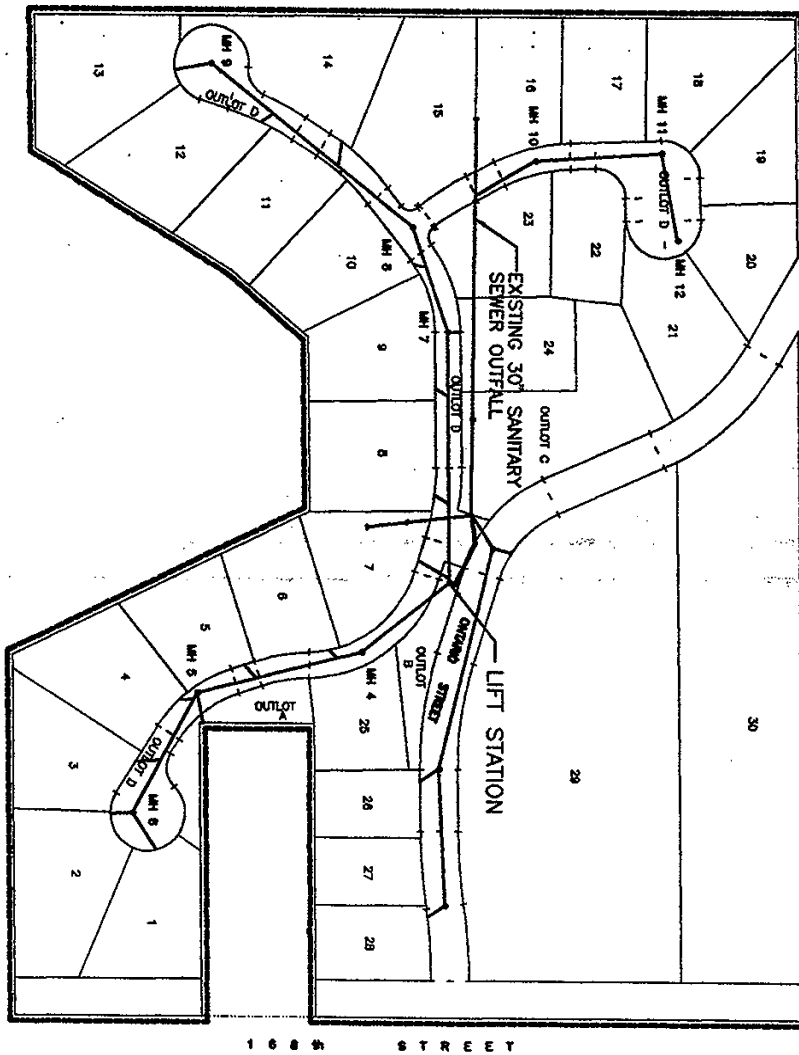 13
MH 9
OUTLOT D
14
12
11
10
15
16
MH 10
17
18
MH 11
19
OUTLOT D
MH 12
20
21
22
23
24
MH 8
MH 7
9
8
OUTLOT D
EXISTING 30" SANITARY
SEWER OUTFALL
OUTLOT C
7
6
5
4
MH 5
MH 4
OUTLOT
B
ONTARIO
STREET
LIFT STATION
OUTLOT
A
25
26
27
28
29
30
3
OUTLOT D
MH 6
2
1
168th STREET